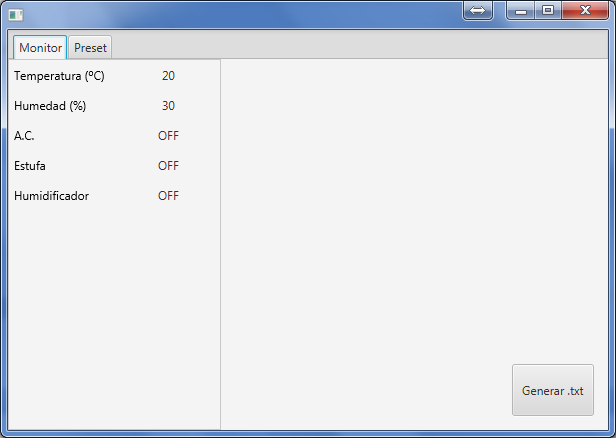 Monitor Preset
Temperatura (ºC) 20
Humedad (%) 30
A.C. OFF
Estufa OFF
Humidificador OFF
Generar .txt